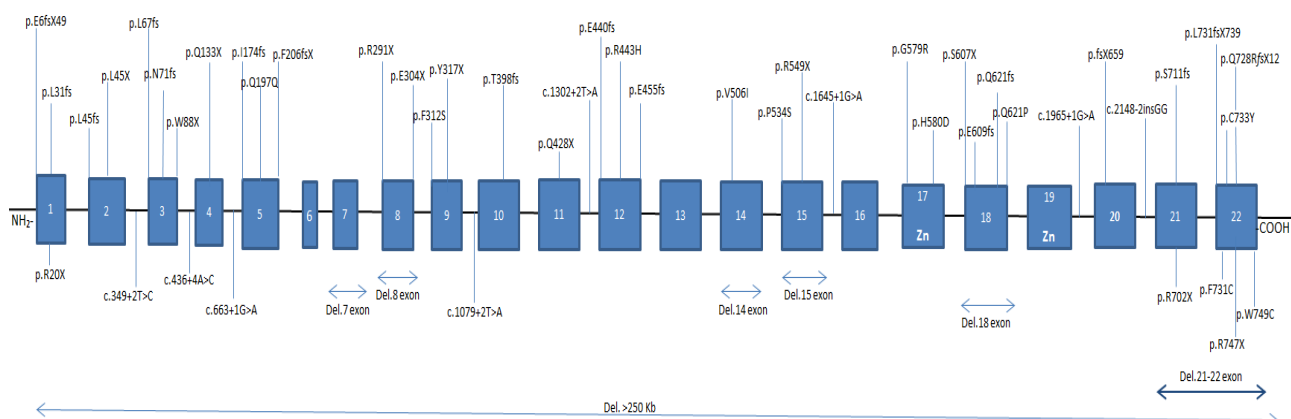 p.E6fsX49
p.L67fs
p.E440fs
p.L731fsX739
p.L31fs
p.L45X
p.N71fs
p.Q133X
p.I174fs
p.F206fsX
p.Q197Q
p.R291X
p.E304X
p.Y317X
p.T398fs
p.R443H
p.R549X
p.G579R
p.S607X
p.Q621fs
p.fsX659
p.S711fs
p.Q728RfsX12
p.L45fs
p.W88X
p.F312S
c.1302+2T>A
p.E455fs
p.V506I
p.P534S
c.1645+1G>A
p.H580D
p.E609fs
p.Q621P
c.1965+1G>A
c.2148-2insGG
p.C733Y
p.Q428X
NH2- 1 2 3 4 5 6 7 8 9 10 11 12 13 14 15 16 17 18 19 20 21 22 -COOH
Zn Zn
p.R20X
c.349+2T>C
c.436+4A>C
c.663+1G>A
Del.7 exon
Del.8 exon
c.1079+2T>A
Del.14 exon
Del.15 exon
Del.18 exon
p.R702X
p.F731C
p.W749C
p.R747X
Del.21-22 exon
Del. >250 Kb